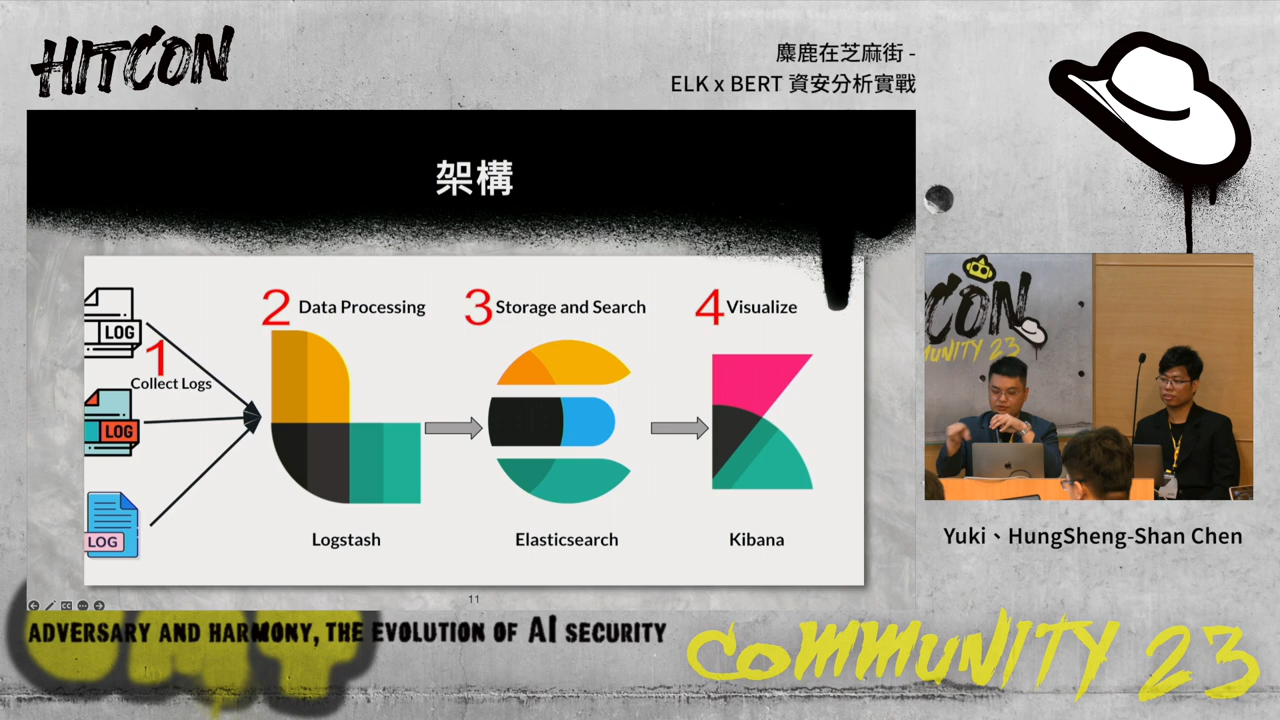 HITCON
麋鹿在芝麻街 -
ELK x BERT 資安分析實戰
架構
LOG
1
Collect Logs
LOG
LOG
2 Data Processing
3 Storage and Search
4 Visualize
Logstash
Elasticsearch
Kibana
11
CON
MUNITY 23
Yuki、HungSheng-Shan Chen
ADVERSARY AND HARMONY, THE EVOLUTION OF AI SECURITY
COMMUNITY 23